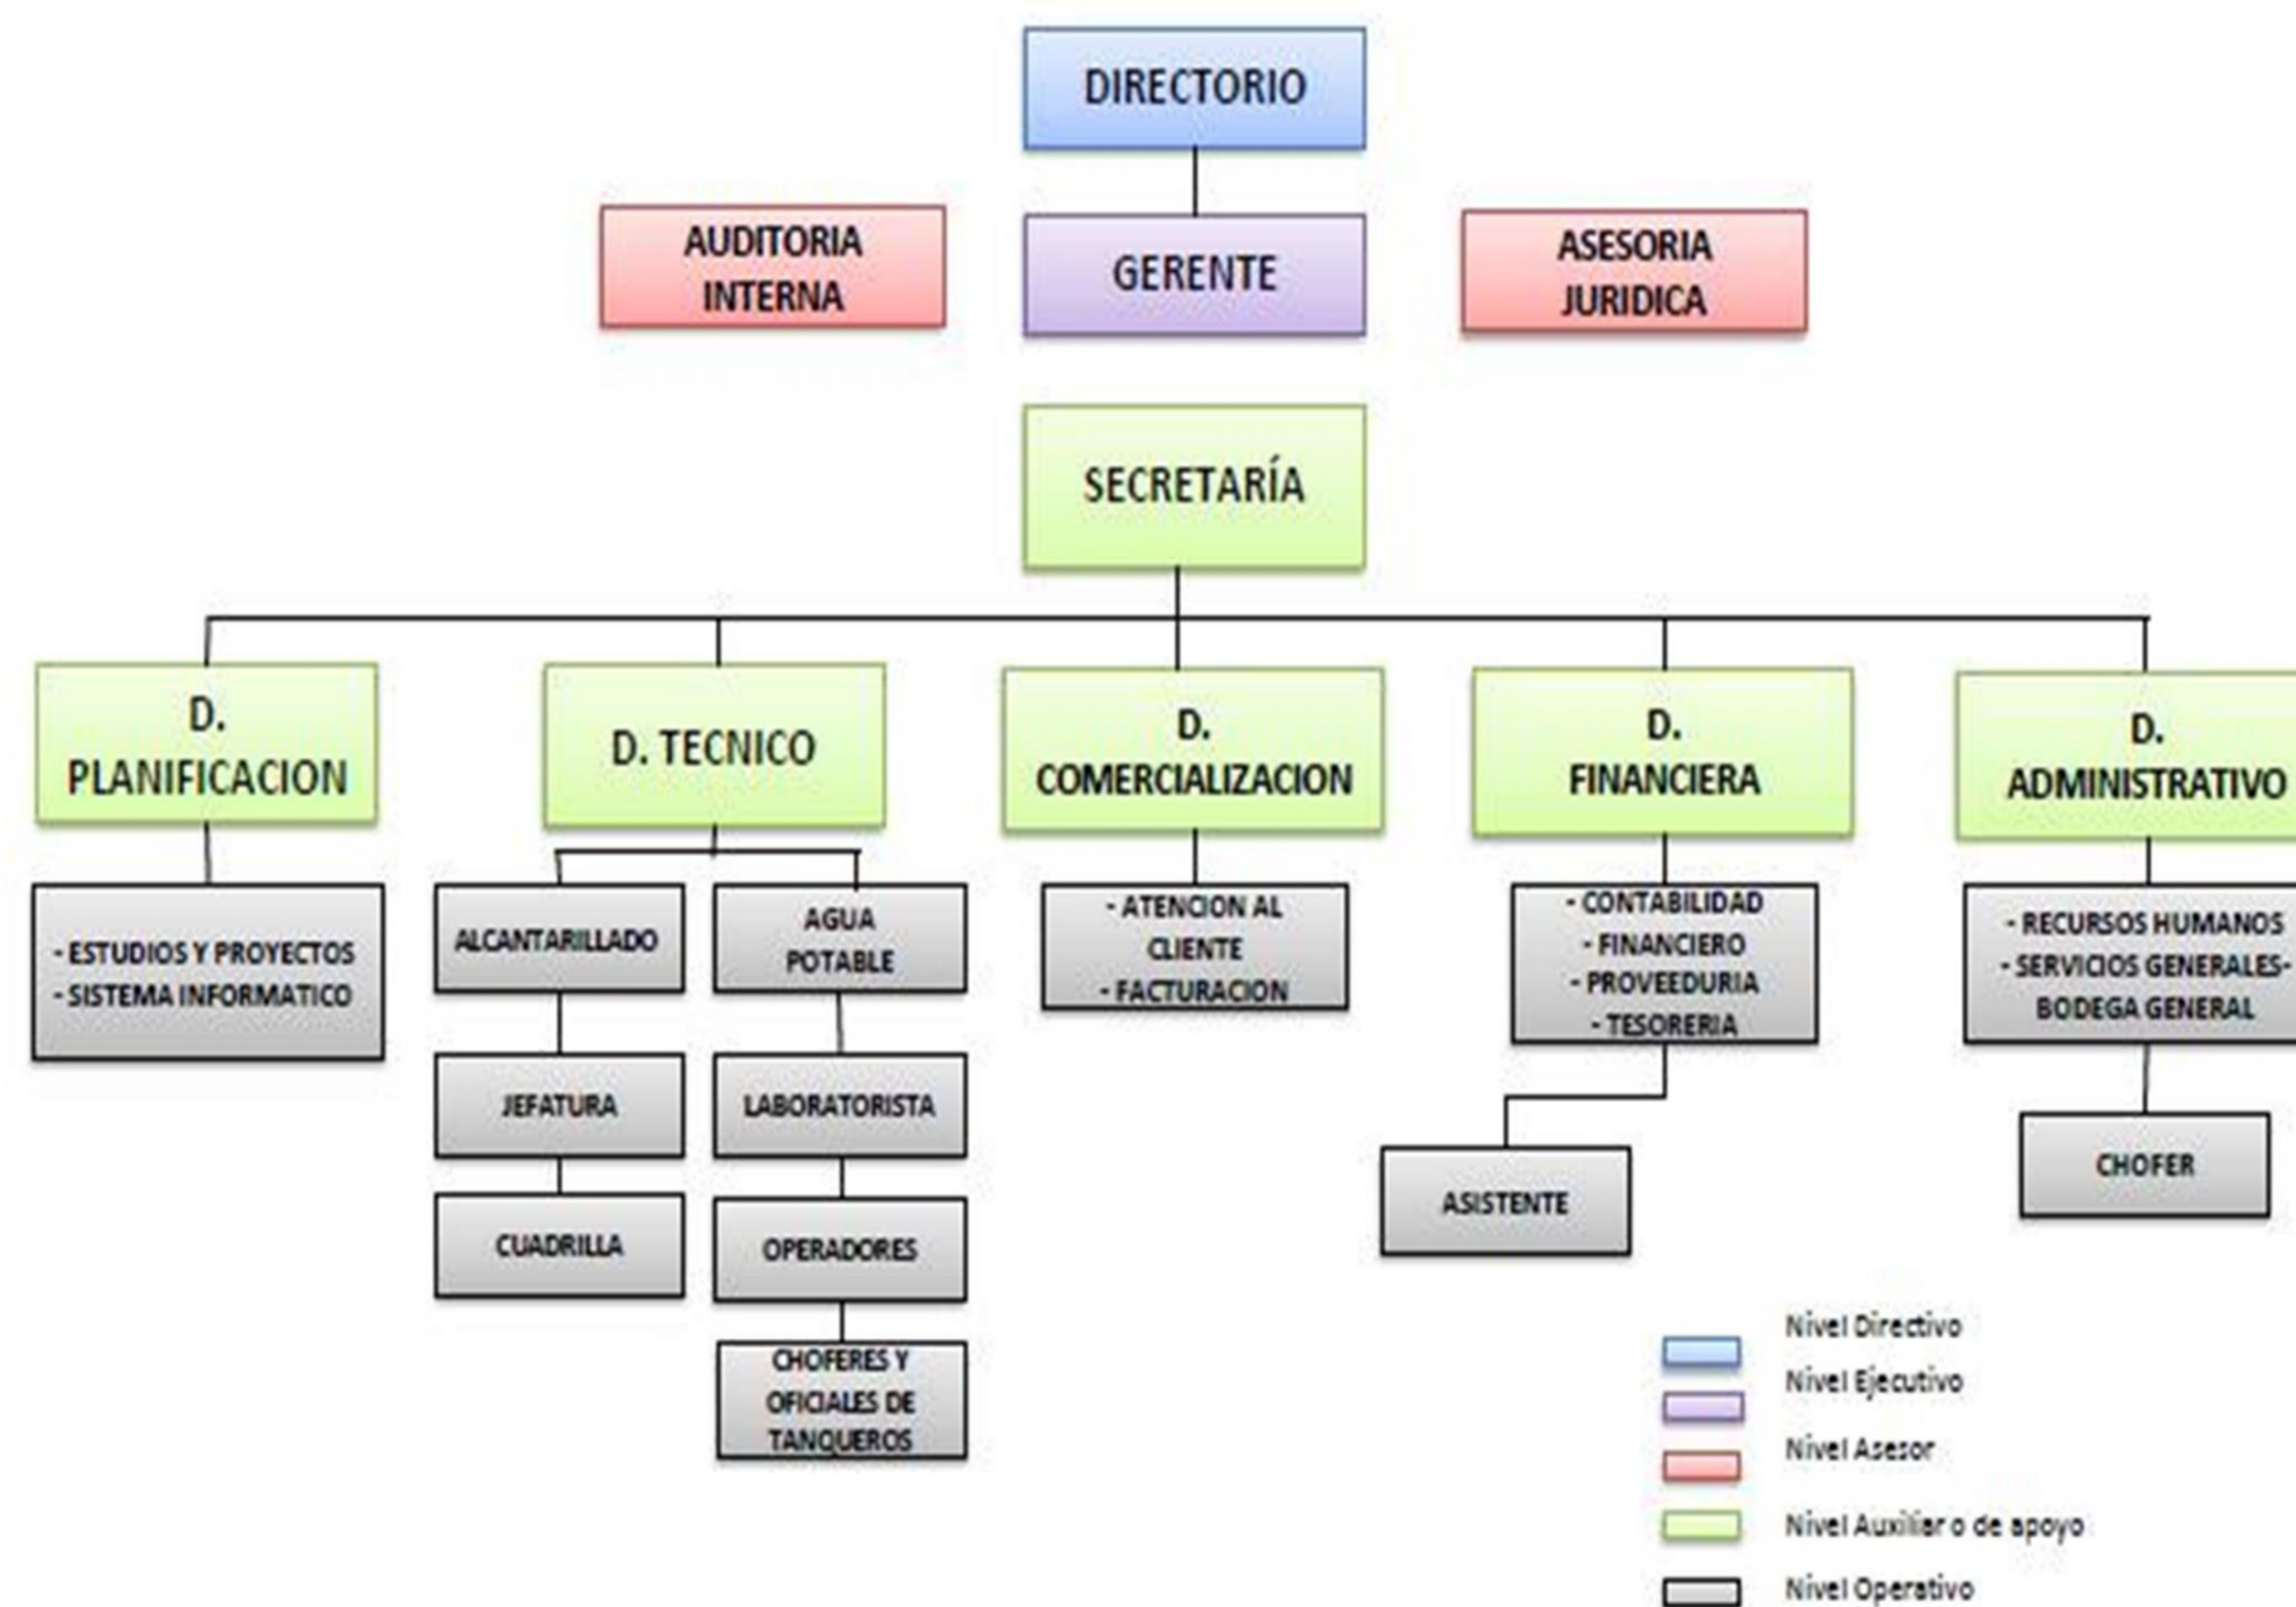 DIRECTORIO
AUDITORIA
INTERNA
GERENTE
ASESORIA
JURIDICA
SECRETARÍA
D.
PLANIFICACION
D. TECNICO
D.
COMERCIALIZACION
D.
FINANCIERA
D.
ADMINISTRATIVO
- ESTUDIOS Y PROYECTOS
- SISTEMA INFORMATICO
ALCANTARILLADO
AGUA
POTABLE
- ATENCION AL
CLIENTE
- FACTURACION
- CONTABILIDAD
- FINANCIERO
- PROVEEDURIA
- TESORERIA
- RECURSOS HUMANOS
- SERVICIOS GENERALES-
BODEGA GENERAL
JEFATURA
LABORATORISTA
CUADRILLA
OPERADORES
CHOFERES Y
OFICIALES DE
TANQUEROS
ASISTENTE
CHOFER
Nivel Directivo
Nivel Ejecutivo
Nivel Asesor
Nivel Auxiliar o de apoyo
Nivel Operativo